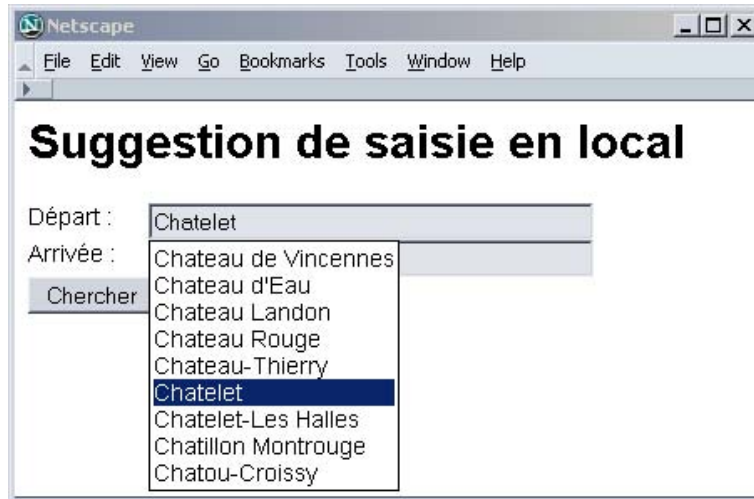 Netscape
File Edit View Go Bookmarks Tools Window Help
Suggestion de saisie en local
Départ : Chatelet
Arrivée :
Chercher
Chateau de Vincennes
Chateau d'Eau
Chateau Landon
Chateau Rouge
Chateau-Thierry
Chatelet
Chatelet-Les Halles
Chatillon Montrouge
Chatou-Croissy